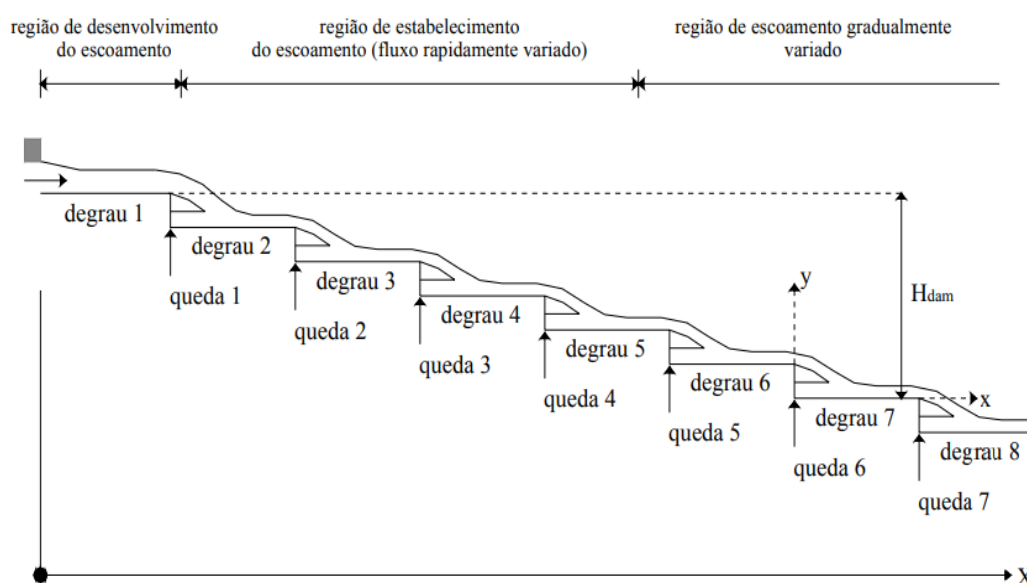 região de desenvolvimento
do escoamento
região de estabelecimento
do escoamento (fluxo rapidamente variado)
região de escoamento gradualmente
variado
degrau 1
degrau 2
queda 1
degrau 3
queda 2
degrau 4
queda 3
degrau 5
queda 4
degrau 6
queda 5
y
Hdam
x
degrau 7
queda 6
degrau 8
queda 7
X